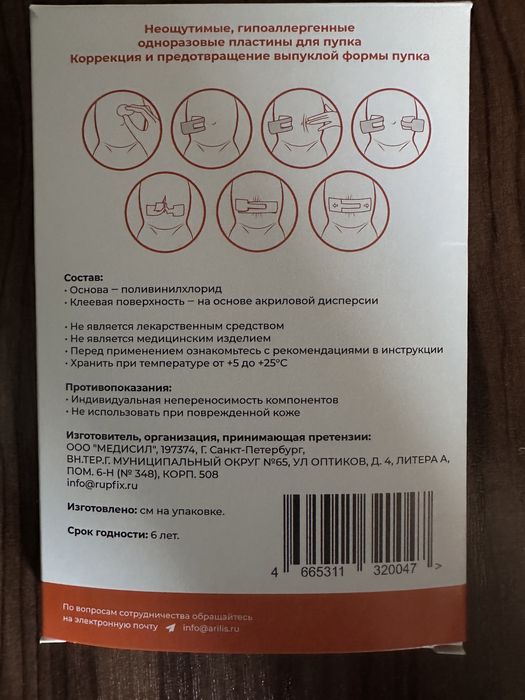 Неощутимые, гипоаллергенные
одноразовые пластины для пупка
Коррекция и предотвращение выпуклой формы пупка
Состав:
• Основа – поливинилхлорид
• Клеевая поверхность – на основе акриловой дисперсии
• Не является лекарственным средством
• Не является медицинским изделием
• Перед применением ознакомьтесь с рекомендациями в инструкции
• Хранить при температуре от +5 до +25°С
Противопоказания:
• Индивидуальная непереносимость компонентов
• Не использовать при поврежденной коже
Изготовитель, организация, принимающая претензии:
ООО "МЕДИСИЛ", 197374, Г. Санкт-Петербург,
ВН.ТЕР.Г. МУНИЦИПАЛЬНЫЙ ОКРУГ №65, УЛ ОПТИКОВ, Д. 4, ЛИТЕРА А,
ПОМ. 6-Н (№ 348), КОРП. 508
info@rupfix.ru
Изготовлено: см на упаковке.
Срок годности: 6 лет.
4 665311 320047 >
По вопросам сотрудничества обращайтесь
на электронную почту info@arilis.ru